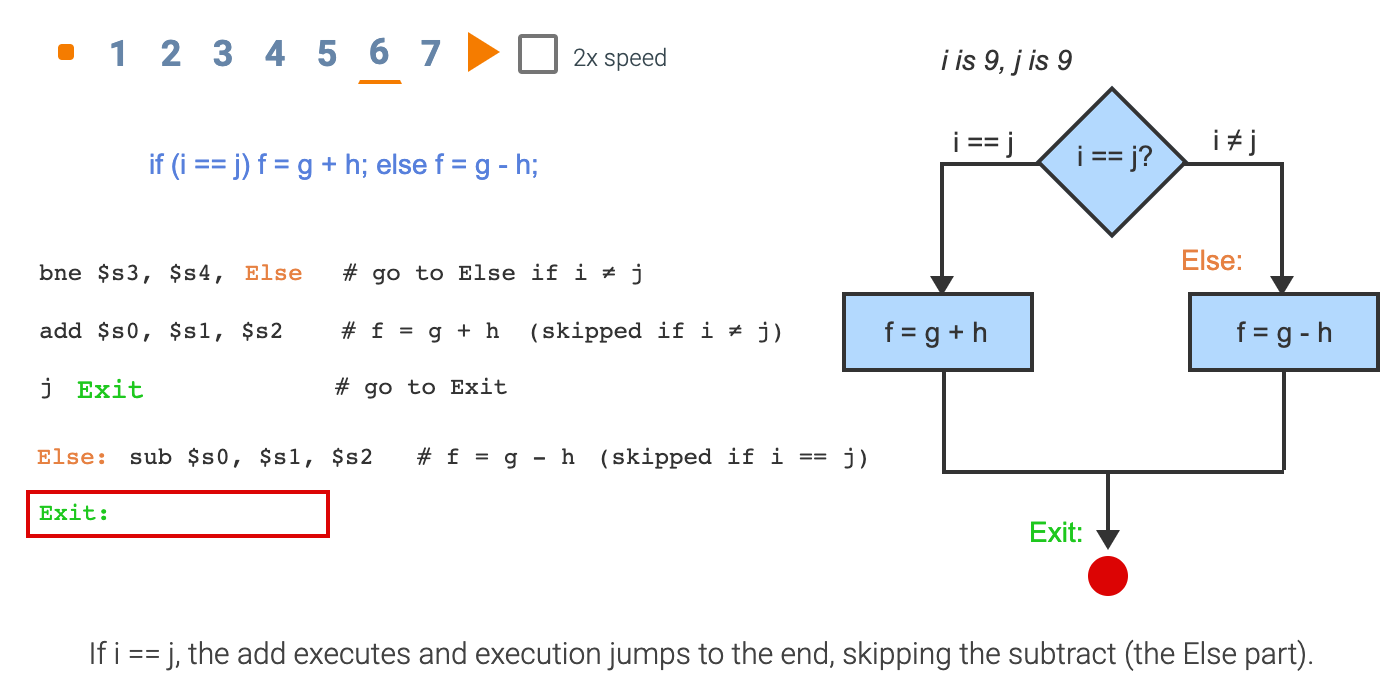 1 2 3 4 5 6 7 2x speed
if (i == j) f = g + h; else f = g - h;
bne $s3, $s4, Else # go to Else if i ≠ j
add $s0, $s1, $s2 # f = g + h (skipped if i ≠ j)
j Exit # go to Exit
Else: sub $s0, $s1, $s2 # f = g - h (skipped if i == j)
Exit:
i is 9, j is 9
i == j
i == j?
i ≠ j
Else:
f = g + h
f = g - h
Exit:
If i == j, the add executes and execution jumps to the end, skipping the subtract (the Else part).